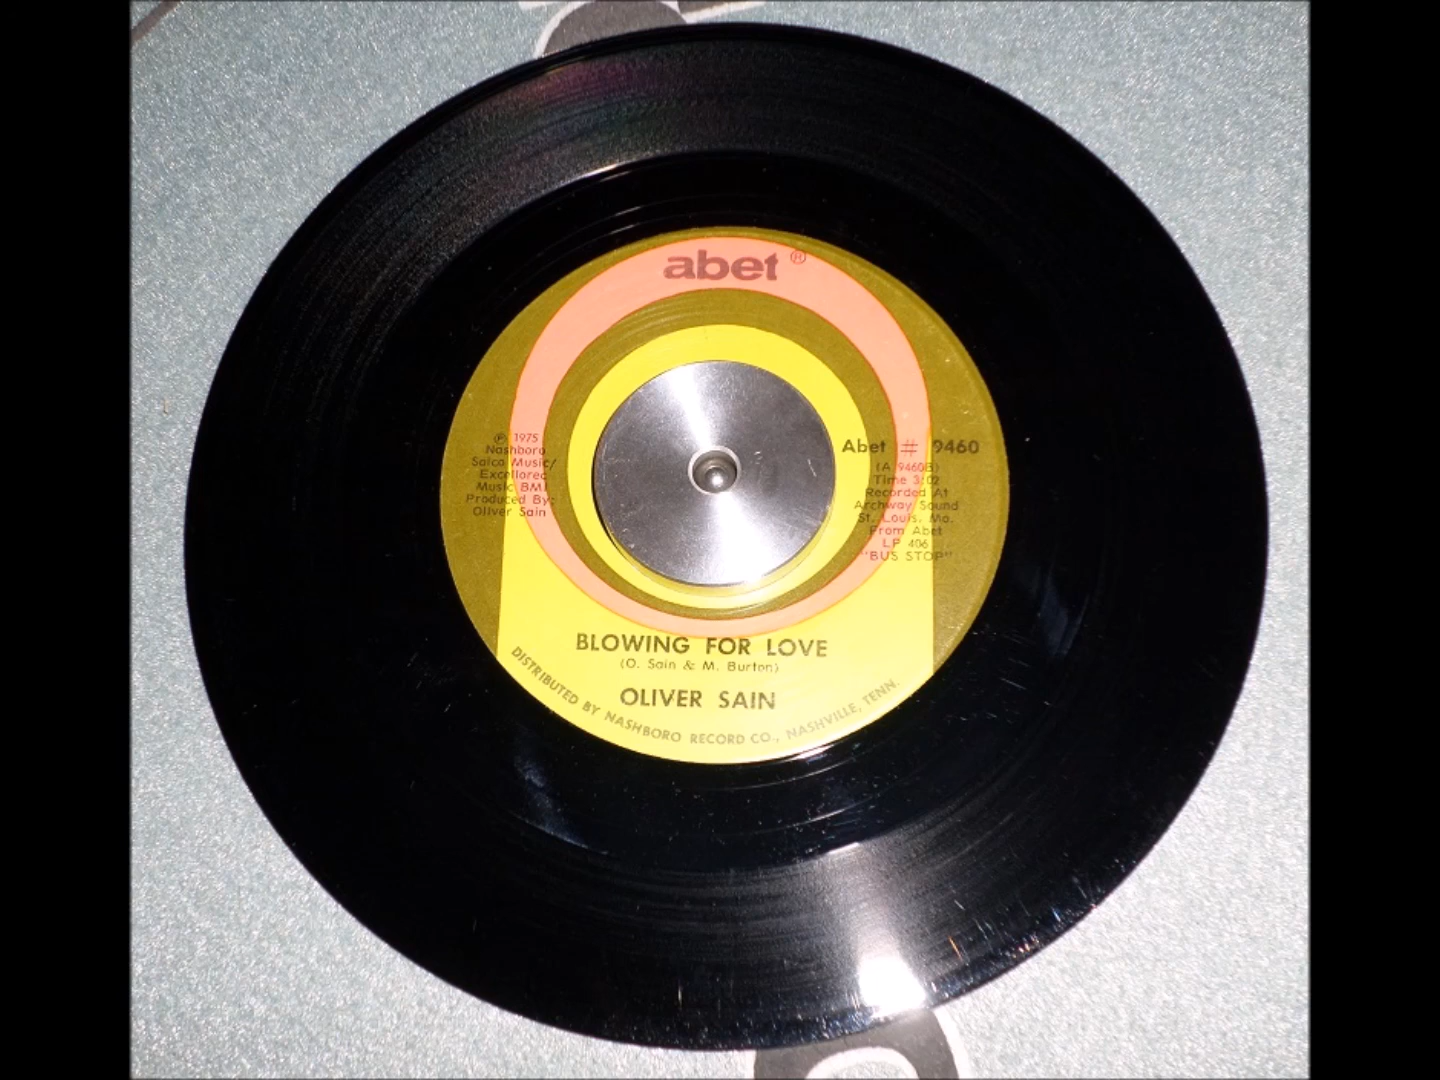 abet ®
℗ 1975
Nashboro
Saico Music/
Excellorec
Music BMI
Produced By:
Oliver Sain
Abet # 9460
(A 9460B)
Time 3:02
Recorded At
Archway Sound
St. Louis, Mo.
From Abet
LP 406
"BUS STOP"
BLOWING FOR LOVE
(O. Sain & M. Burton)
OLIVER SAIN
DISTRIBUTED BY NASHBORO RECORD CO., NASHVILLE, TENN.